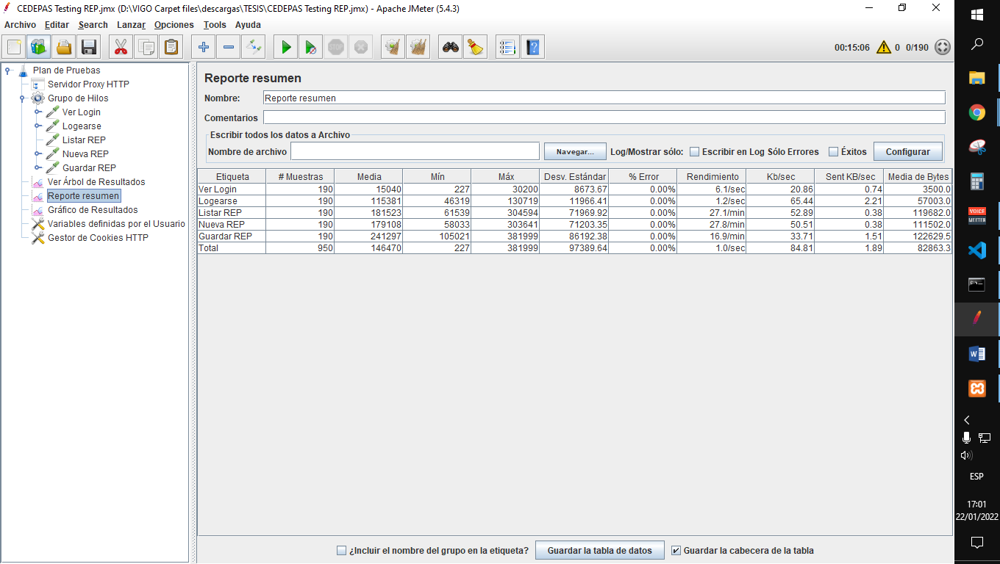 CEDEPAS Testing REP.jmx (D:\VIGO Carpet files\descargas\TESIS\CEDEPAS Testing REP.jmx) - Apache JMeter (5.4.3)
Archivo Editar Search Lanzar Opciones Tools Ayuda
00:15:06 0 0/190
Plan de Pruebas
Servidor Proxy HTTP
Grupo de Hilos
Ver Login
Logearse
Listar REP
Nueva REP
Guardar REP
Ver Árbol de Resultados
Reporte resumen
Gráfico de Resultados
Variables definidas por el Usuario
Gestor de Cookies HTTP
Reporte resumen
Nombre: Reporte resumen
Comentarios
Escribir todos los datos a Archivo
Nombre de archivo Navegar... Log/Mostrar sólo: Escribir en Log Sólo Errores Éxitos Configurar
Etiqueta # Muestras Media Mín Máx Desv. Estándar % Error Rendimiento Kb/sec Sent KB/sec Media de Bytes
Ver Login 190 15040 227 30200 8673.67 0.00% 6.1/sec 20.86 0.74 3500.0
Logearse 190 115381 46319 130719 11966.41 0.00% 1.2/sec 65.44 2.21 57003.0
Listar REP 190 181523 61539 304594 71969.92 0.00% 27.1/min 52.89 0.38 119682.0
Nueva REP 190 179108 58033 303641 71203.35 0.00% 27.8/min 50.51 0.38 111502.0
Guardar REP 190 241297 105021 381999 86192.38 0.00% 16.9/min 33.71 1.51 122629.5
Total 950 146470 227 381999 97389.64 0.00% 1.0/sec 84.81 1.89 82863.3
¿Incluir el nombre del grupo en la etiqueta? Guardar la tabla de datos Guardar la cabecera de la tabla
VOICE
MEETER
ESP
17:01
22/01/2022